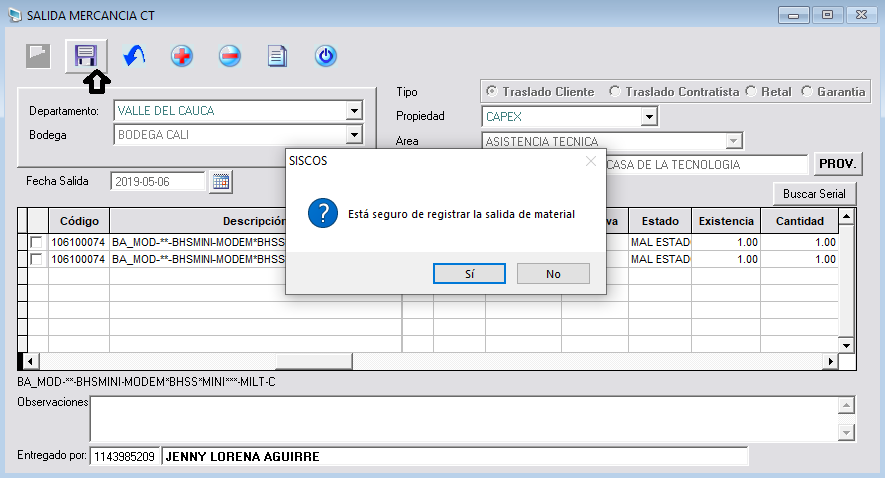 SALIDA MERCANCIA CT
Departamento: VALLE DEL CAUCA
Bodega BODEGA CALI
Tipo Traslado Cliente Traslado Contratista Retal Garantia
Propiedad CAPEX
Area ASISTENCIA TECNICA
CASA DE LA TECNOLOGIA PROV.
Fecha Salida 2019-05-06
Buscar Serial
SISCOS
? Está seguro de registrar la salida de material
Sí No
Código Descripción va Estado Existencia Cantidad
106100074 BA_MOD-**-BHSMINI-MODEM*BHSS MAL ESTAD 1.00 1.00
106100074 BA_MOD-**-BHSMINI-MODEM*BHSS MAL ESTAD 1.00 1.00
BA_MOD-**-BHSMINI-MODEM*BHSS*MINI***-MILT-C
Observaciones
Entregado por: 1143985209 JENNY LORENA AGUIRRE